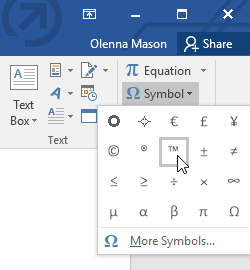 Olenna Mason
Share
Text
Box
A
A
Text
π Equation
Ω Symbol
€ £ ¥
© ® ™ ± ≠
≤ ≥ ÷ × ∞
µ α β π Ω
Ω More Symbols...